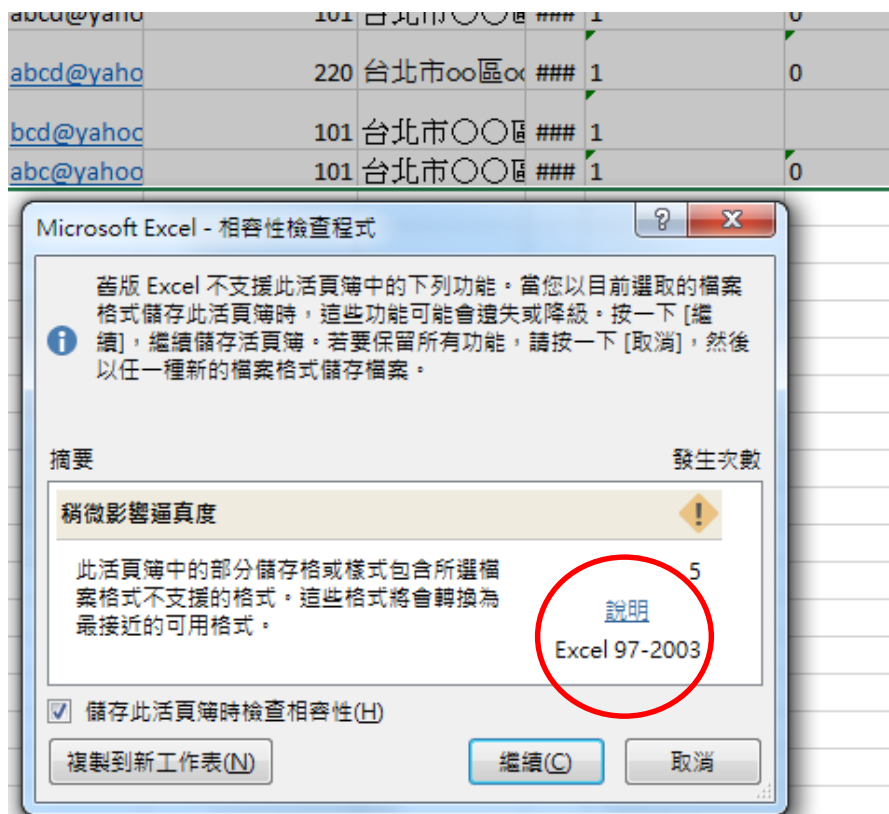 101 ### 1 0
abcd@yaho 220 台北市oo區o ### 1 0
bcd@yahoo 101 台北市〇〇區 ### 1
abc@yahoo 101 台北市〇〇區 ### 1 0
Microsoft Excel - 相容性檢查程式
舊版 Excel 不支援此活頁簿中的下列功能。當您以目前選取的檔案
格式儲存此活頁簿時，這些功能可能會遺失或降級。按一下 [繼
續]，繼續儲存活頁簿。若要保留所有功能，請按一下 [取消]，然後
以任一種新的檔案格式儲存檔案。
摘要 發生次數
稍微影響逼真度
此活頁簿中的部分儲存格或樣式包含所選檔 5
案格式不支援的格式。這些格式將會轉換為 說明
最接近的可用格式。 Excel 97-2003
儲存此活頁簿時檢查相容性(H)
複製到新工作表(N) 繼續(C) 取消